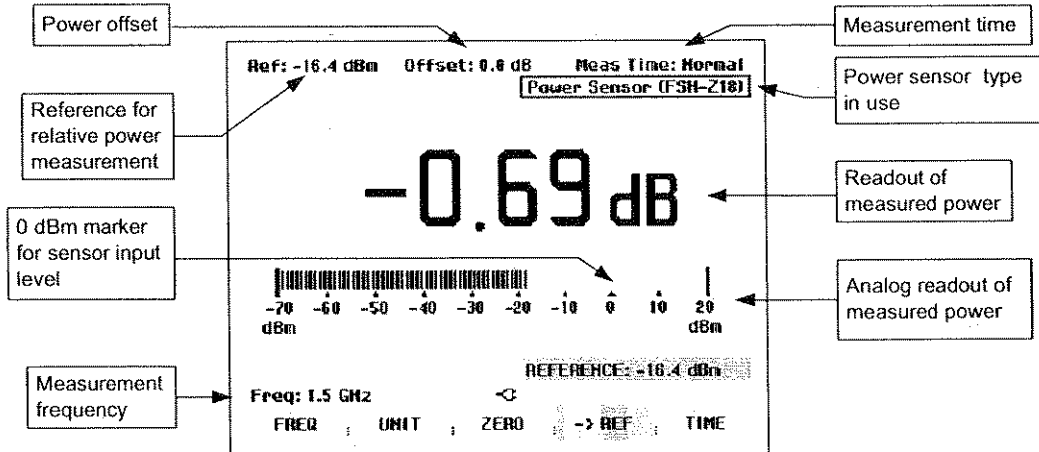 Power offset
Measurement time
Ref: -16.4 dBm Offset: 0.0 dB Meas Time: Normal
Power Sensor (FSH-Z18)
Power sensor type
in use
Reference for
relative power
measurement
-0.69 dB
Readout of
measured power
0 dBm marker
for sensor input
level
-70 -60 -50 -40 -30 -20 -10 0 10 20
dBm dBm
Analog readout of
measured power
REFERENCE: -16.4 dBm
Measurement
frequency
Freq: 1.5 GHz
FREQ UNIT ZERO -> REF TIME